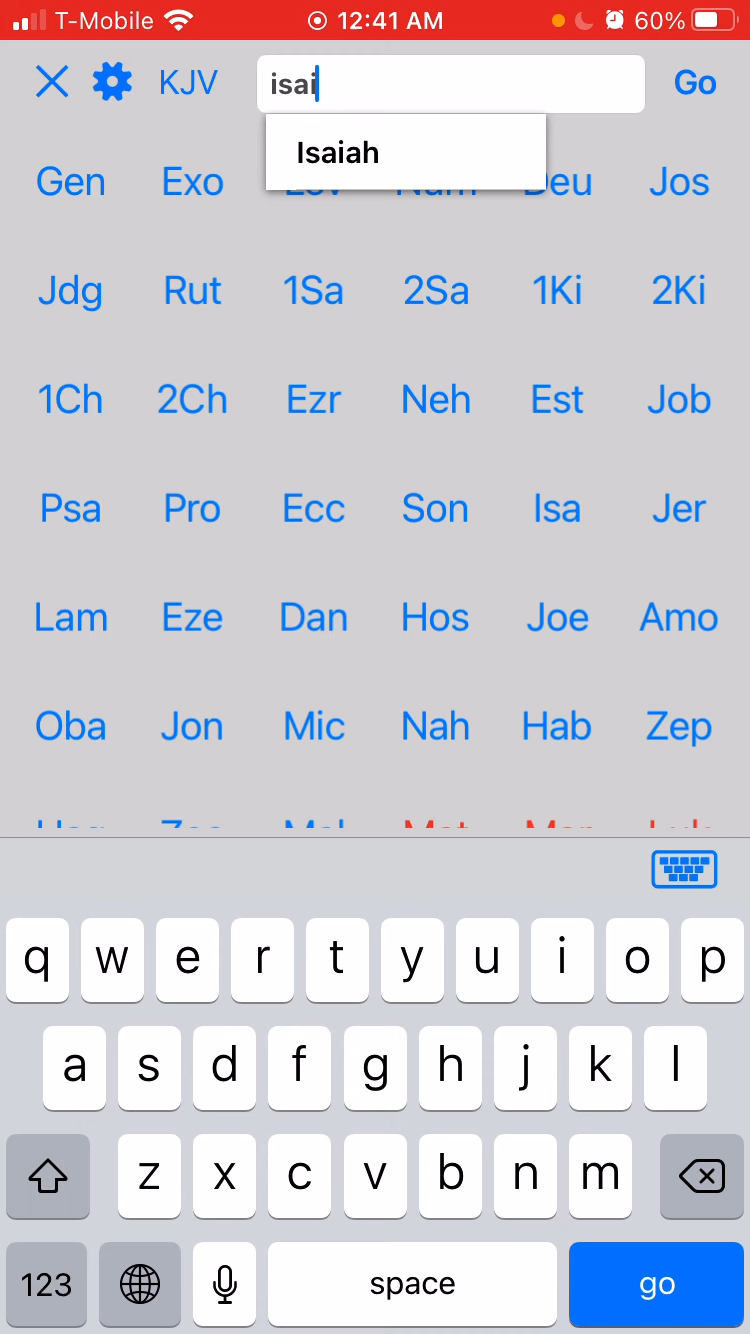 T-Mobile 12:41 AM 60%
KJV isai Go
Isaiah
Gen Exo Deu Jos
Jdg Rut 1Sa 2Sa 1Ki 2Ki
1Ch 2Ch Ezr Neh Est Job
Psa Pro Ecc Son Isa Jer
Lam Eze Dan Hos Joe Amo
Oba Jon Mic Nah Hab Zep
q w e r t y u i o p
a s d f g h j k l
z x c v b n m
123 space go